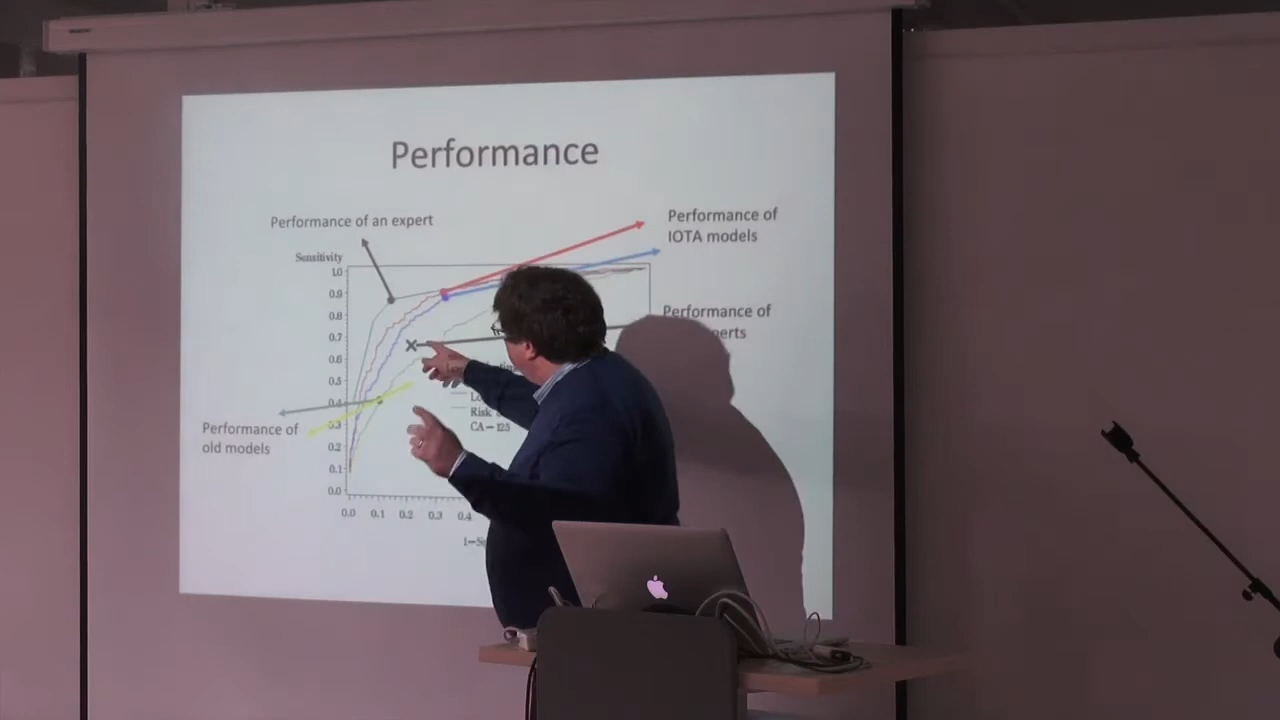 Performance
Performance of an expert
Performance of
IOTA models
Sensitivity
1.0
0.9
0.8
0.7
0.6
0.5
0.4
0.3
0.2
0.1
0.0
Performance of
Performance of
old models
Risk
CA-125
0.0 0.1 0.2 0.3 0.4